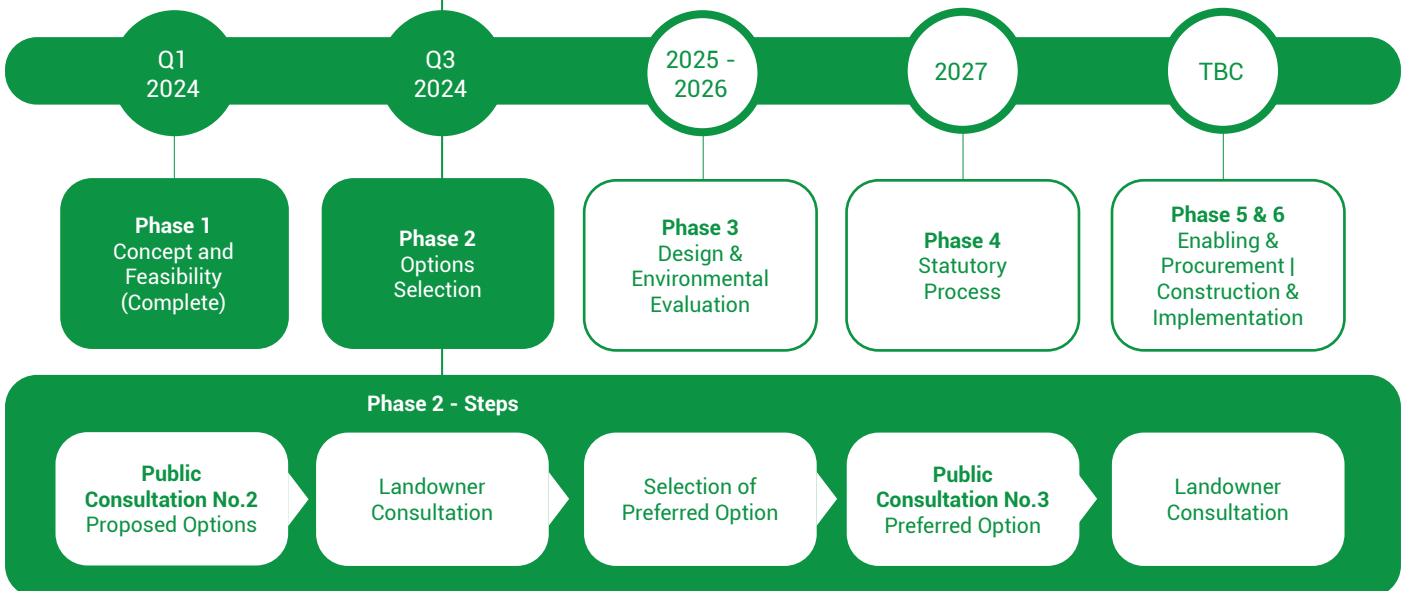 Q1
2024
Q3
2024
2025 -
2026
2027
TBC
Phase 1
Concept and
Feasibility
(Complete)
Phase 2
Options
Selection
Phase 3
Design &
Environmental
Evaluation
Phase 4
Statutory
Process
Phase 5 & 6
Enabling &
Procurement |
Construction &
Implementation
Phase 2 - Steps
Public
Consultation No.2
Proposed Options
Landowner
Consultation
Selection of
Preferred Option
Public
Consultation No.3
Preferred Option
Landowner
Consultation